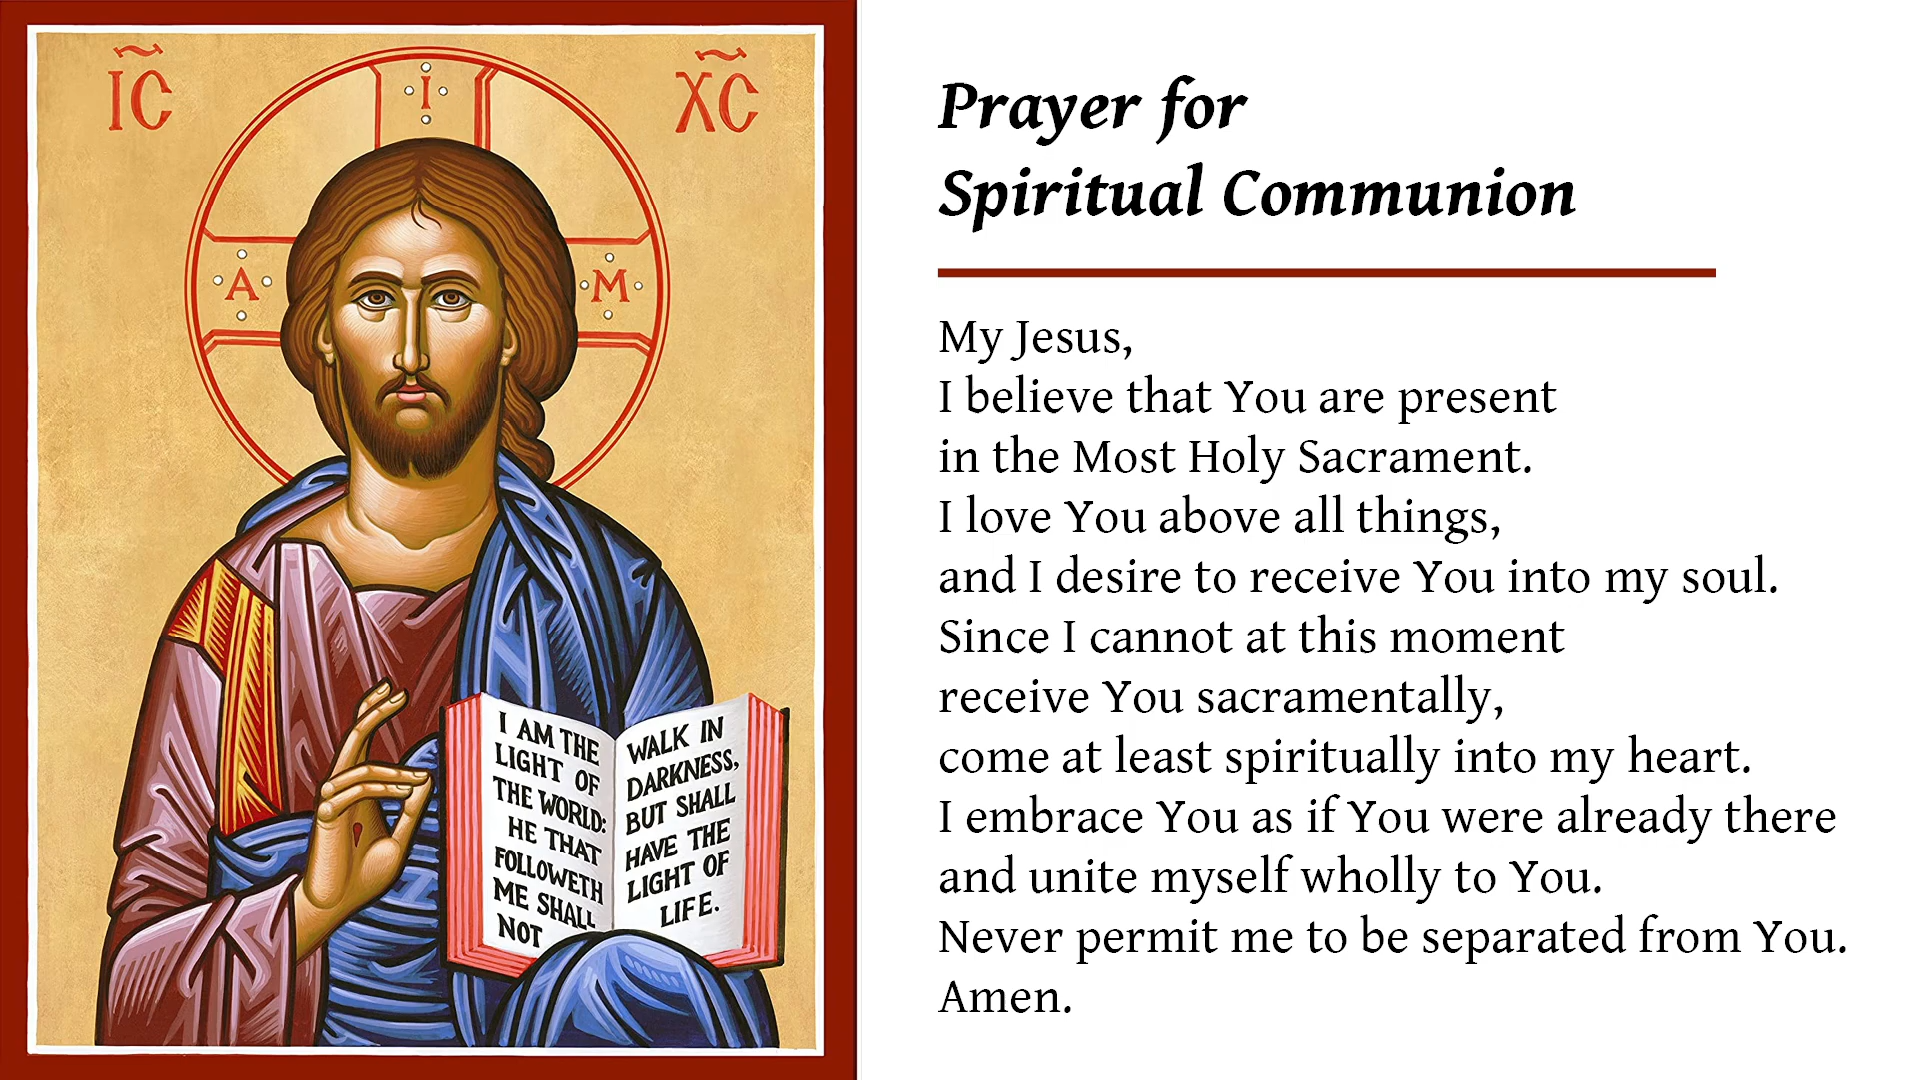 IC
XC
I
A
M
I AM THE
LIGHT OF
THE WORLD:
HE THAT
FOLLOWETH
ME SHALL
NOT
WALK IN
DARKNESS,
BUT SHALL
HAVE THE
LIGHT OF
LIFE.
Prayer for
Spiritual Communion
My Jesus,
I believe that You are present
in the Most Holy Sacrament.
I love You above all things,
and I desire to receive You into my soul.
Since I cannot at this moment
receive You sacramentally,
come at least spiritually into my heart.
I embrace You as if You were already there
and unite myself wholly to You.
Never permit me to be separated from You.
Amen.